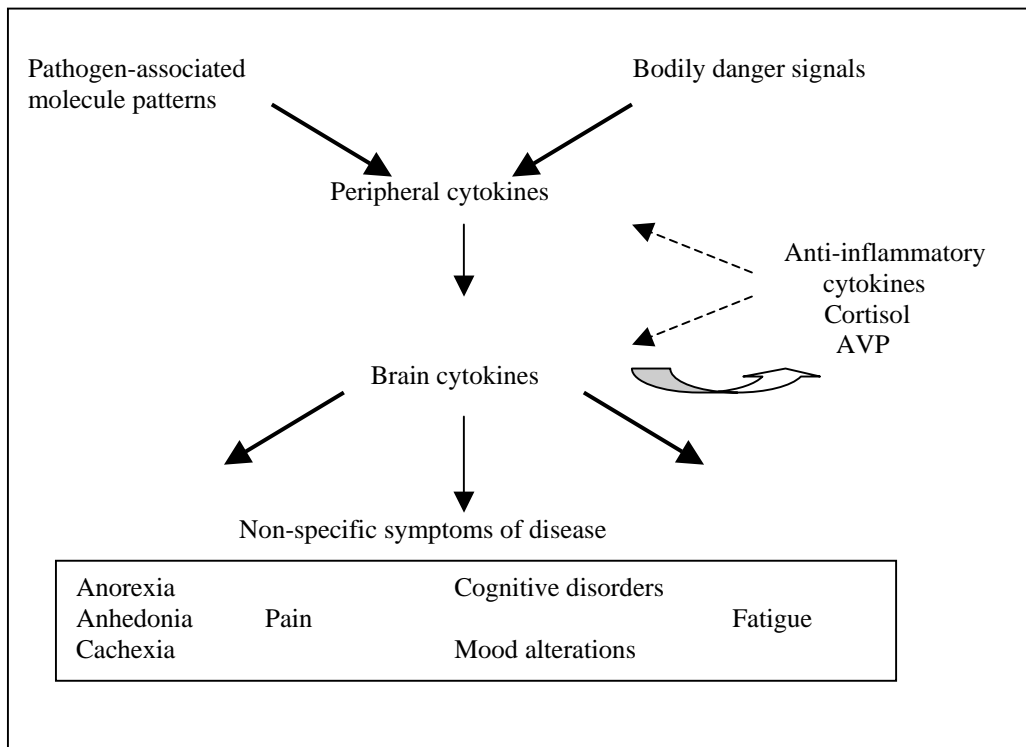 Pathogen-associated
molecule patterns
Bodily danger signals
Peripheral cytokines
Anti-inflammatory
cytokines
Cortisol
AVP
Brain cytokines
Non-specific symptoms of disease
Anorexia
Anhedonia
Cachexia
Pain
Cognitive disorders
Mood alterations
Fatigue